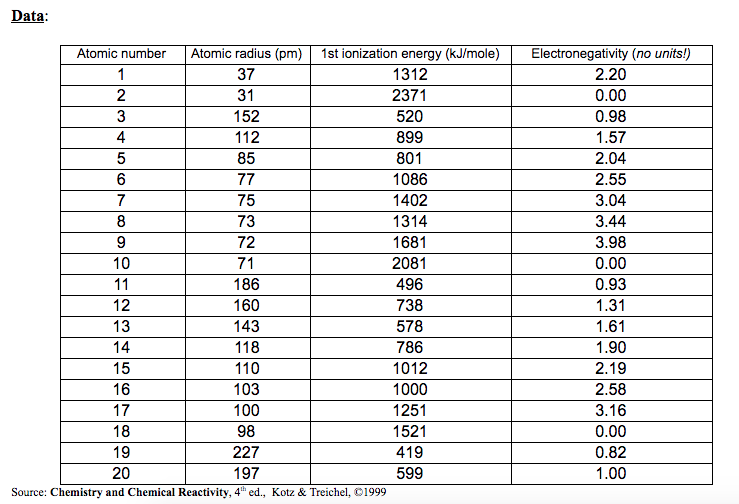 Data:
Atomic number Atomic radius (pm) 1st ionization energy (kJ/mole) Electronegativity (no units!)
1 37 1312 2.20
2 31 2371 0.00
3 152 520 0.98
4 112 899 1.57
5 85 801 2.04
6 77 1086 2.55
7 75 1402 3.04
8 73 1314 3.44
9 72 1681 3.98
10 71 2081 0.00
11 186 496 0.93
12 160 738 1.31
13 143 578 1.61
14 118 786 1.90
15 110 1012 2.19
16 103 1000 2.58
17 100 1251 3.16
18 98 1521 0.00
19 227 419 0.82
20 197 599 1.00
Source: Chemistry and Chemical Reactivity, 4th ed., Kotz & Treichel, ©1999